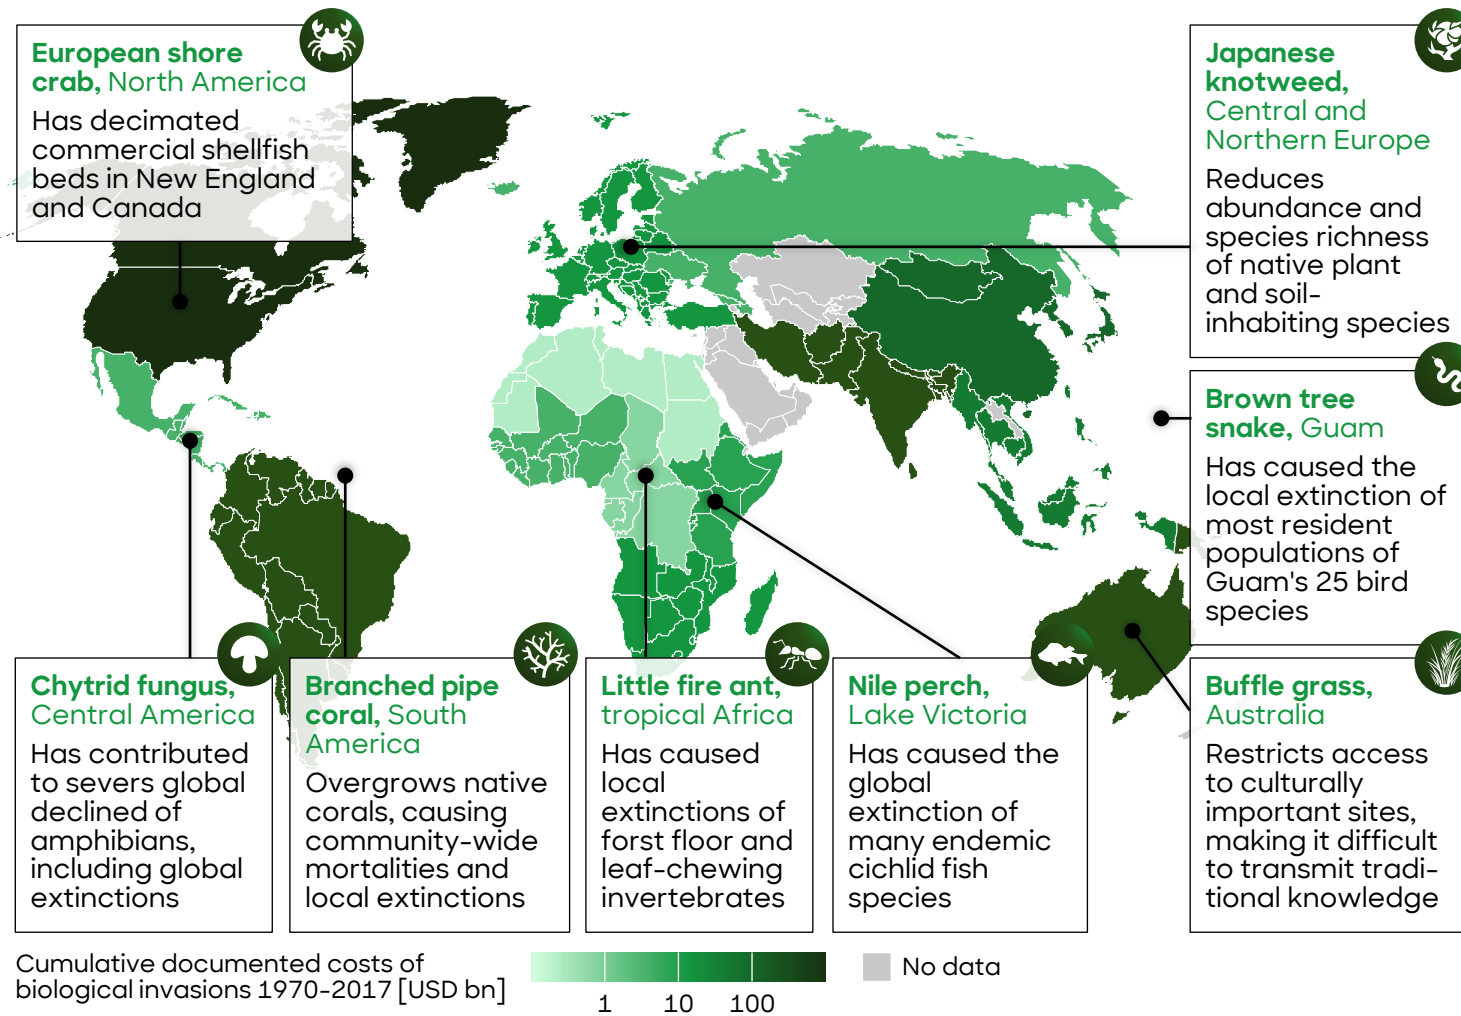 European shore
crab, North America
Has decimated
commercial shellfish
beds in New England
and Canada
Japanese
knotweed,
Central and
Northern Europe
Reduces
abundance and
species richness
of native plant
and soil-
inhabiting species
Brown tree
snake, Guam
Has caused the
local extinction of
most resident
populations of
Guam's 25 bird
species
Chytrid fungus,
Central America
Has contributed
to severs global
declined of
amphibians,
including global
extinctions
Branched pipe
coral, South
America
Overgrows native
corals, causing
community-wide
mortalities and
local extinctions
Little fire ant,
tropical Africa
Has caused
local
extinctions of
forst floor and
leaf-chewing
invertebrates
Nile perch,
Lake Victoria
Has caused the
global
extinction of
many endemic
cichlid fish
species
Buffle grass,
Australia
Restricts access
to culturally
important sites,
making it difficult
to transmit tradi-
tional knowledge
Cumulative documented costs of
biological invasions 1970-2017 [USD bn]
1 10 100
No data